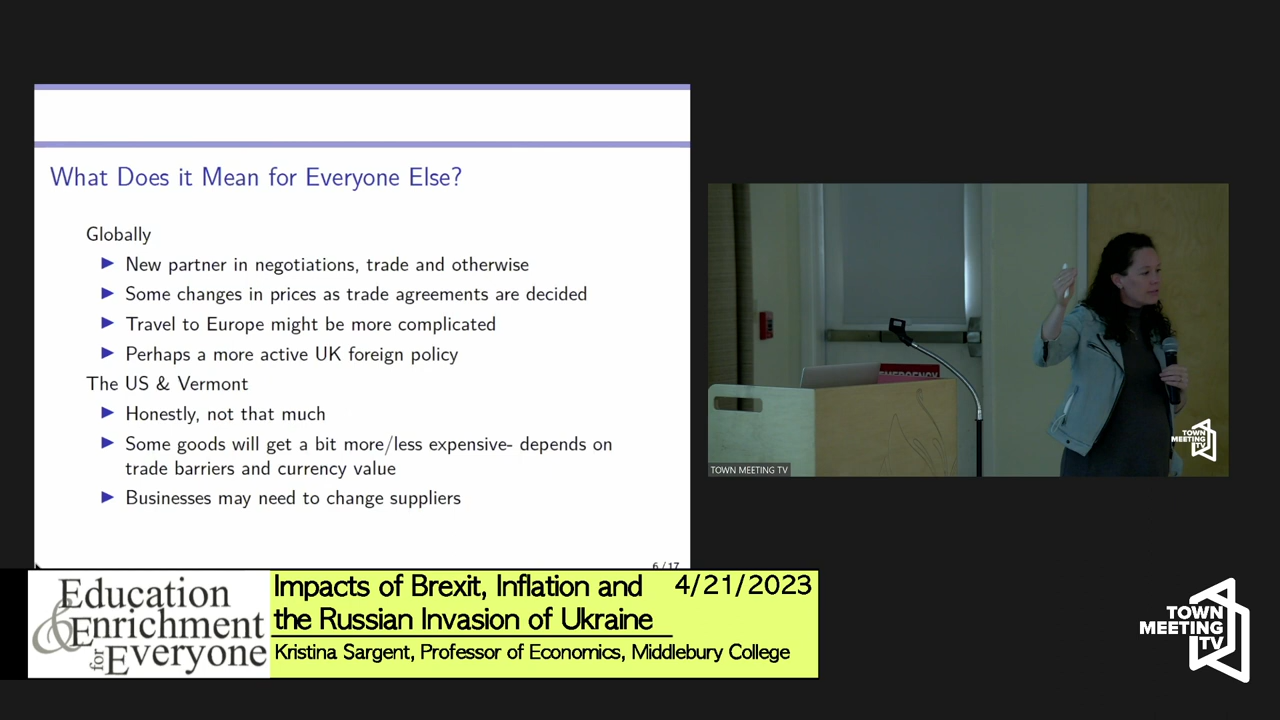 What Does it Mean for Everyone Else?
Globally
New partner in negotiations, trade and otherwise
Some changes in prices as trade agreements are decided
Travel to Europe might be more complicated
Perhaps a more active UK foreign policy
The US & Vermont
Honestly, not that much
Some goods will get a bit more/less expensive- depends on
trade barriers and currency value
Businesses may need to change suppliers
6/17
EMERGENCY
TOWN
MEETING
TV
TOWN MEETING TV
Education
& Enrichment
for Everyone
Impacts of Brexit, Inflation and
the Russian Invasion of Ukraine
4/21/2023
Kristina Sargent, Professor of Economics, Middlebury College
TOWN
MEETING
TV